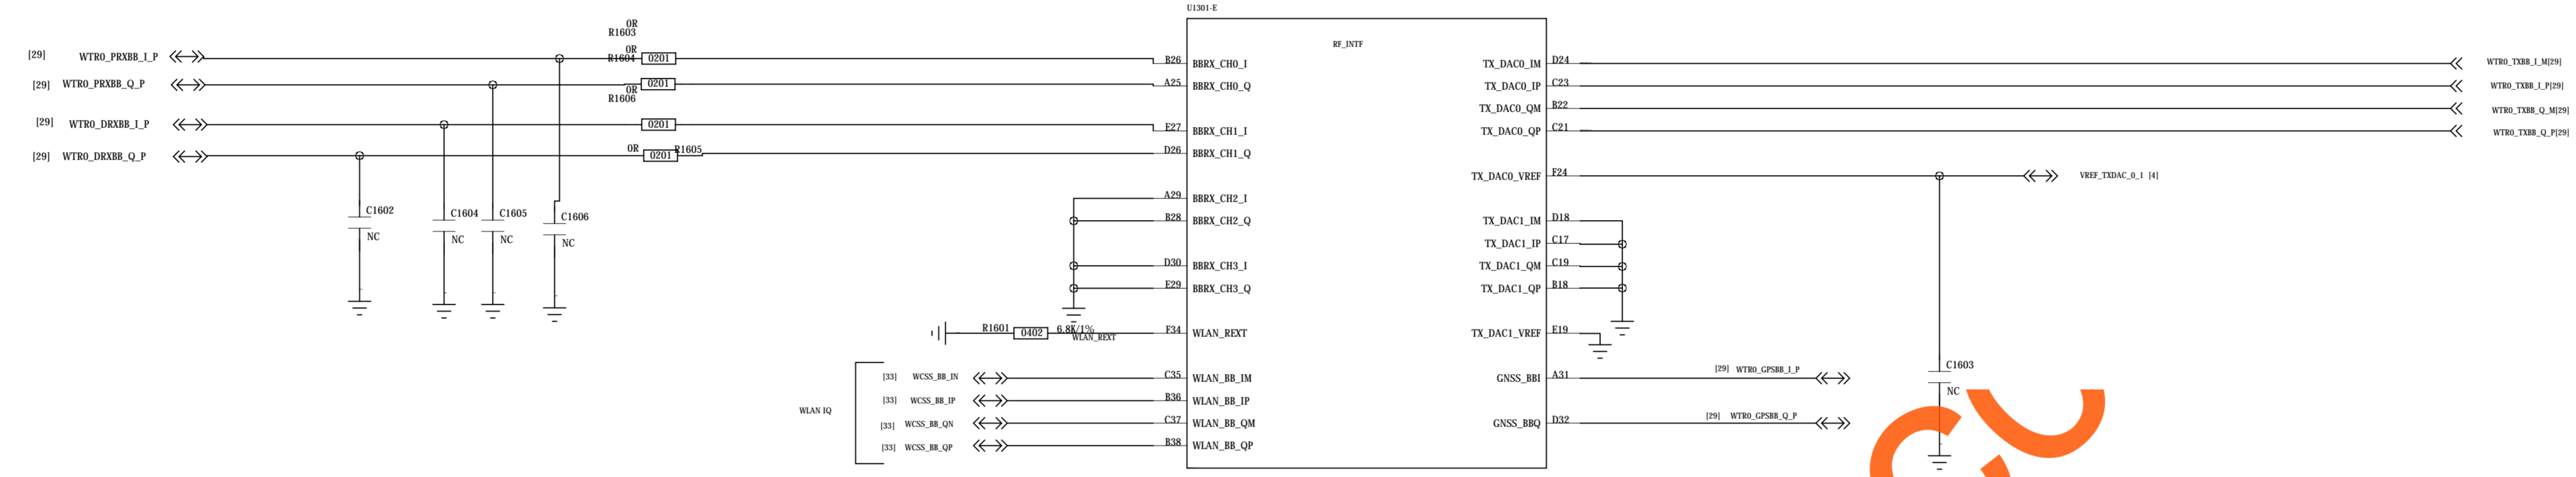 U1301-E
RF_INTF
0R
R1603
[29] WTR0_PRXBB_I_P
0R
R1604 0201
[29] WTR0_PRXBB_Q_P
0201
0R
R1606
[29] WTR0_DRXBB_I_P
0201
[29] WTR0_DRXBB_Q_P
0R 0201 R1605
C1602
NC
C1604
NC
C1605
NC
C1606
NC
B26 BBRX_CH0_I
A25 BBRX_CH0_Q
E27 BBRX_CH1_I
D26 BBRX_CH1_Q
A29 BBRX_CH2_I
B28 BBRX_CH2_Q
D30 BBRX_CH3_I
E29 BBRX_CH3_Q
R1601 0402 6.8K/1%
WLAN_REXT
F34 WLAN_REXT
WLAN IQ
[33] WCSS_BB_IN C35 WLAN_BB_IM
[33] WCSS_BB_IP B36 WLAN_BB_IP
[33] WCSS_BB_QN C37 WLAN_BB_QM
[33] WCSS_BB_QP B38 WLAN_BB_QP
TX_DAC0_IM D24 WTR0_TXBB_I_M[29]
TX_DAC0_IP C23 WTR0_TXBB_I_P[29]
TX_DAC0_QM B22 WTR0_TXBB_Q_M[29]
TX_DAC0_QP C21 WTR0_TXBB_Q_P[29]
TX_DAC0_VREF F24 VREF_TXDAC_0_1 [4]
TX_DAC1_IM D18
TX_DAC1_IP C17
TX_DAC1_QM C19
TX_DAC1_QP B18
TX_DAC1_VREF E19
GNSS_BBI A31 [29] WTR0_GPSBB_I_P
GNSS_BBQ D32 [29] WTR0_GPSBB_Q_P
C1603
NC